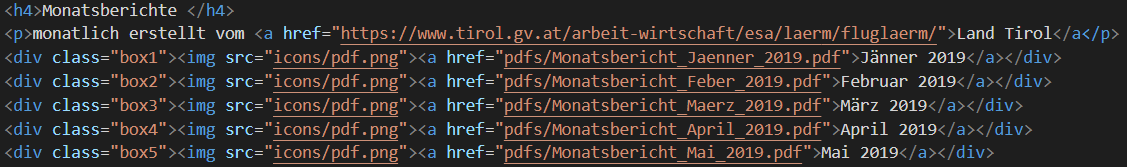 <h4>Monatsberichte </h4>
<p>monatlich erstellt vom <a href="https://www.tirol.gv.at/arbeit-wirtschaft/esa/laerm/fluglaerm/">Land Tirol</a</p>
<div class="box1"><img src="icons/pdf.png"><a href="pdfs/Monatsbericht_Jaenner_2019.pdf">Jänner 2019</a></div>
<div class="box2"><img src="icons/pdf.png"><a href="pdfs/Monatsbericht_Feber_2019.pdf">Februar 2019</a></div>
<div class="box3"><img src="icons/pdf.png"><a href="pdfs/Monatsbericht_Maerz_2019.pdf">März 2019</a></div>
<div class="box4"><img src="icons/pdf.png"><a href="pdfs/Monatsbericht_April_2019.pdf">April 2019</a></div>
<div class="box5"><img src="icons/pdf.png"><a href="pdfs/Monatsbericht_Mai_2019.pdf">Mai 2019</a></div>